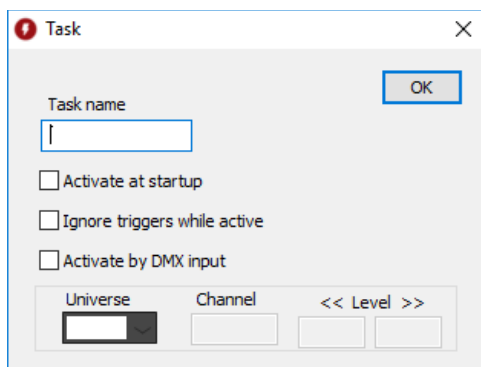 Task
OK
Task name
Activate at startup
Ignore triggers while active
Activate by DMX input
Universe Channel << Level >>